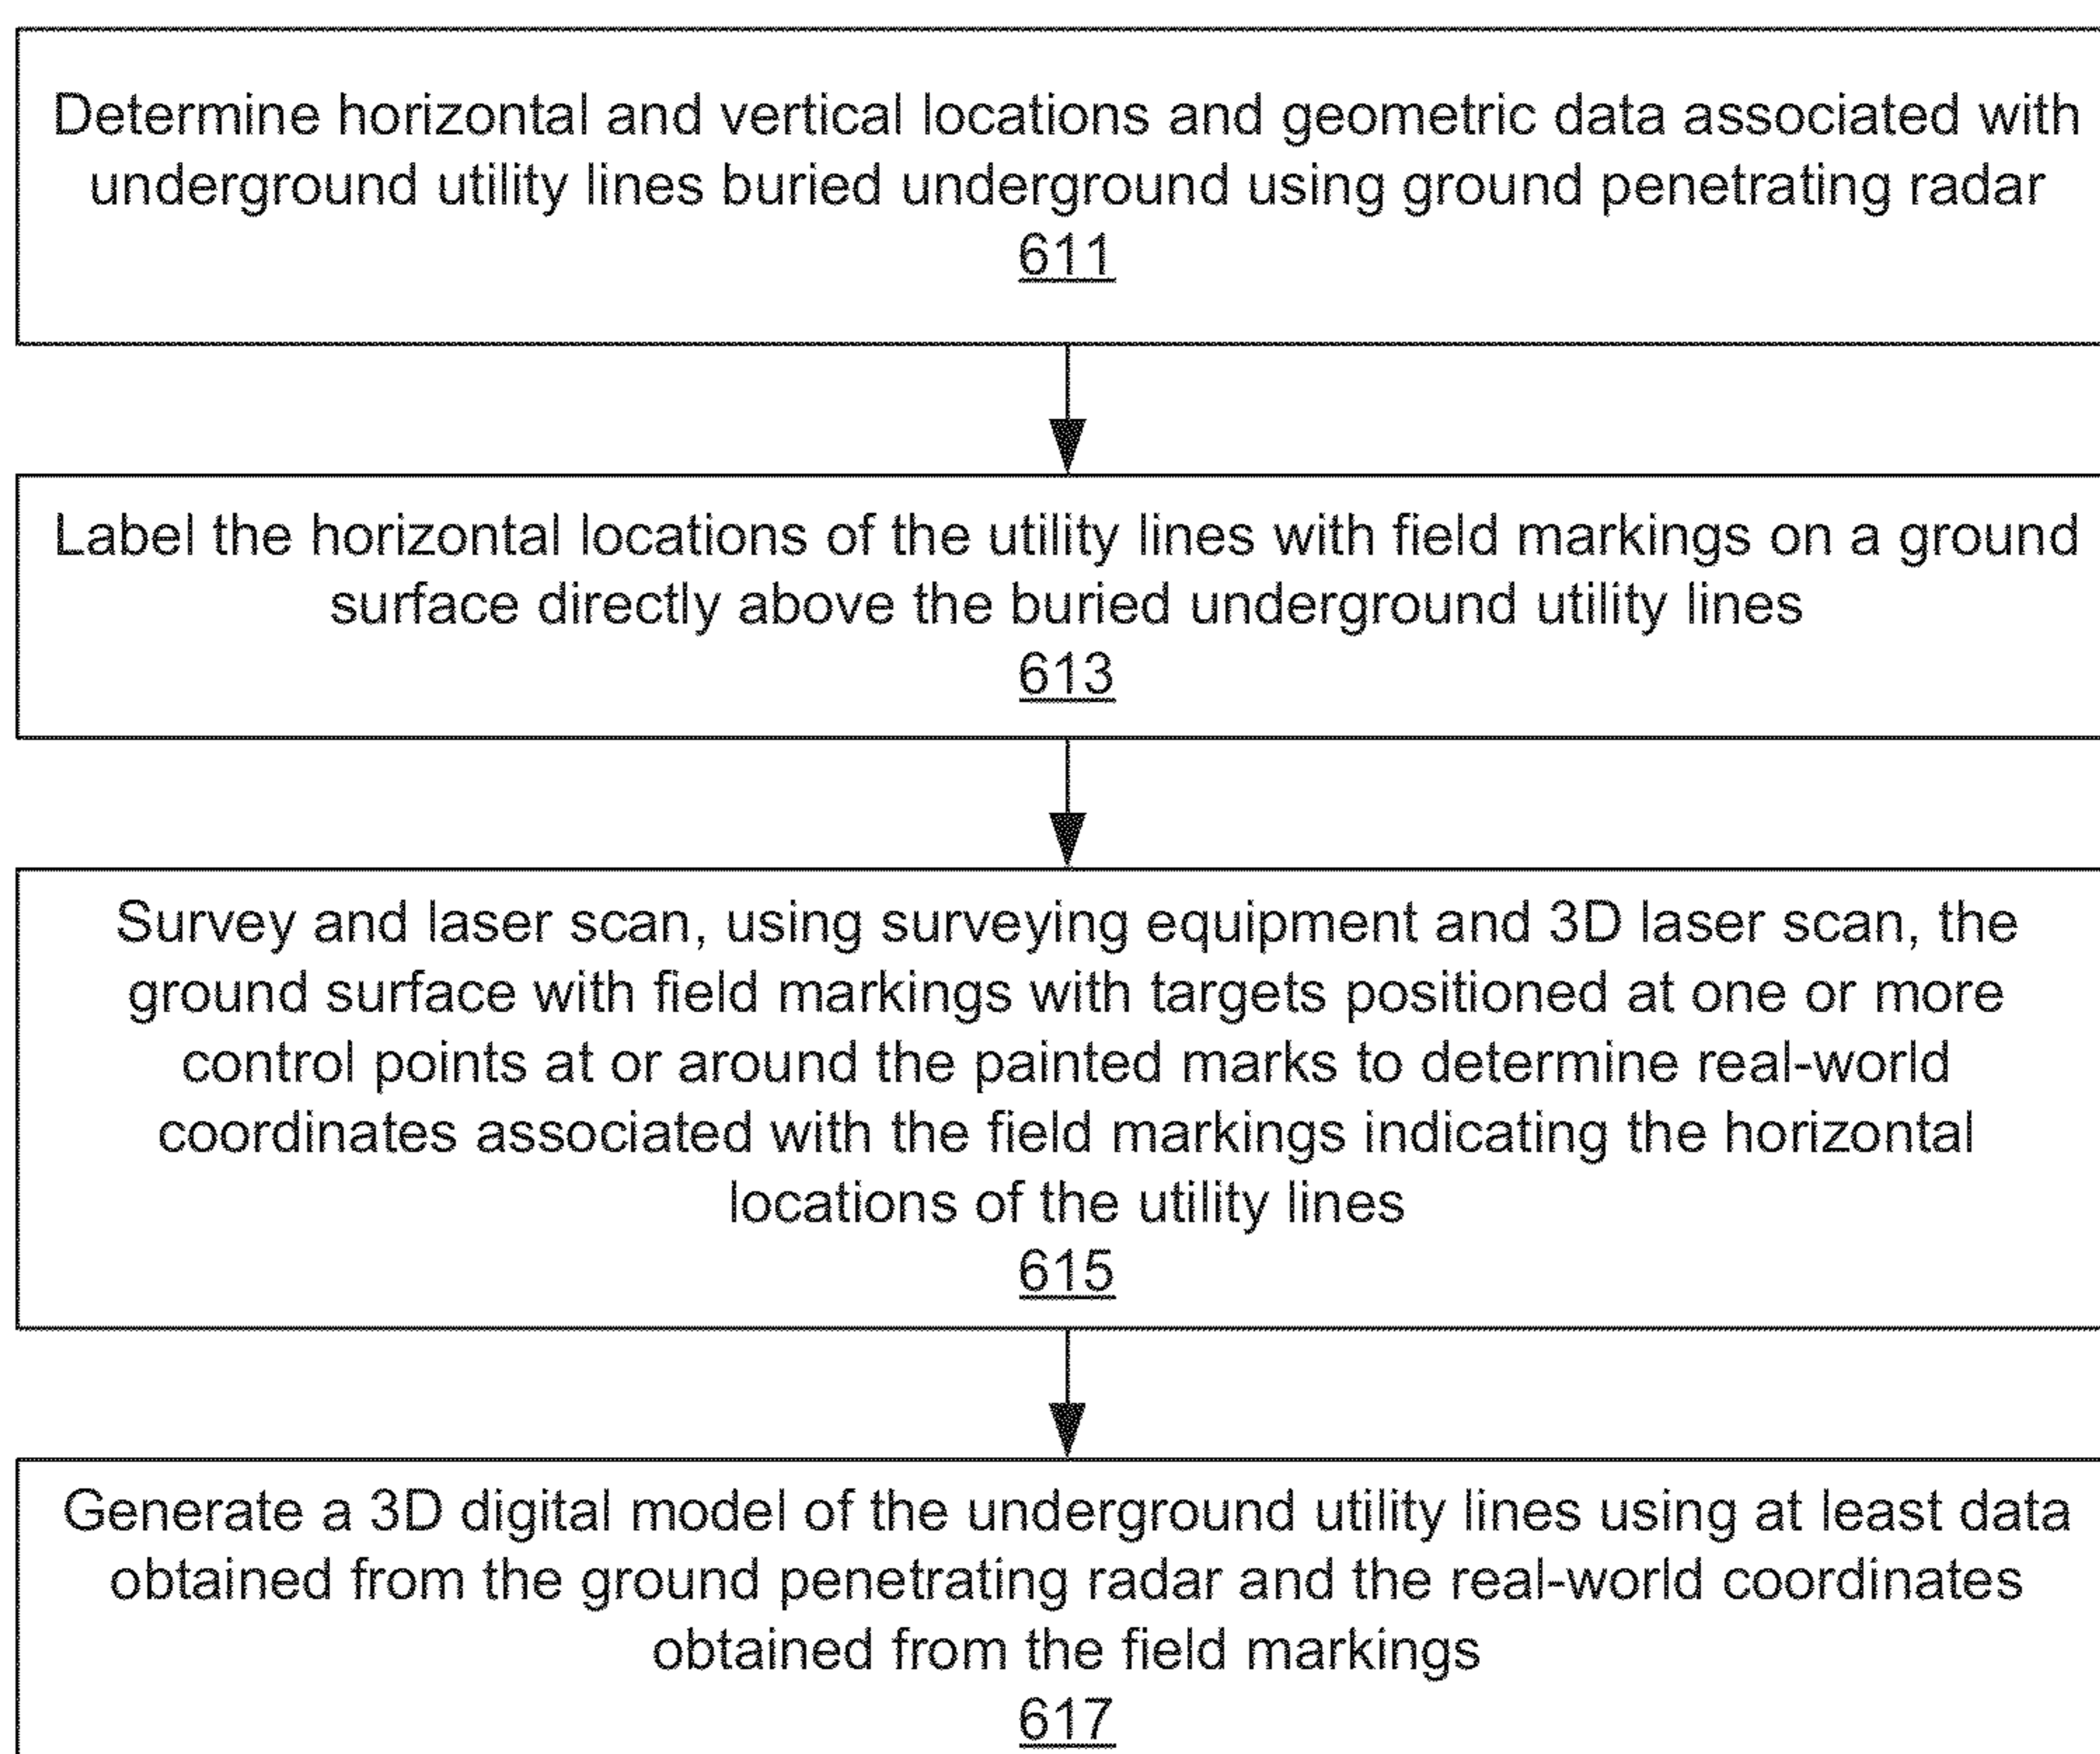 Determine horizontal and vertical locations and geometric data associated with
underground utility lines buried underground using ground penetrating radar
611
Label the horizontal locations of the utility lines with field markings on a ground
surface directly above the buried underground utility lines
613
Survey and laser scan, using surveying equipment and 3D laser scan, the
ground surface with field markings with targets positioned at one or more
control points at or around the painted marks to determine real-world
coordinates associated with the field markings indicating the horizontal
locations of the utility lines
615
Generate a 3D digital model of the underground utility lines using at least data
obtained from the ground penetrating radar and the real-world coordinates
obtained from the field markings
617